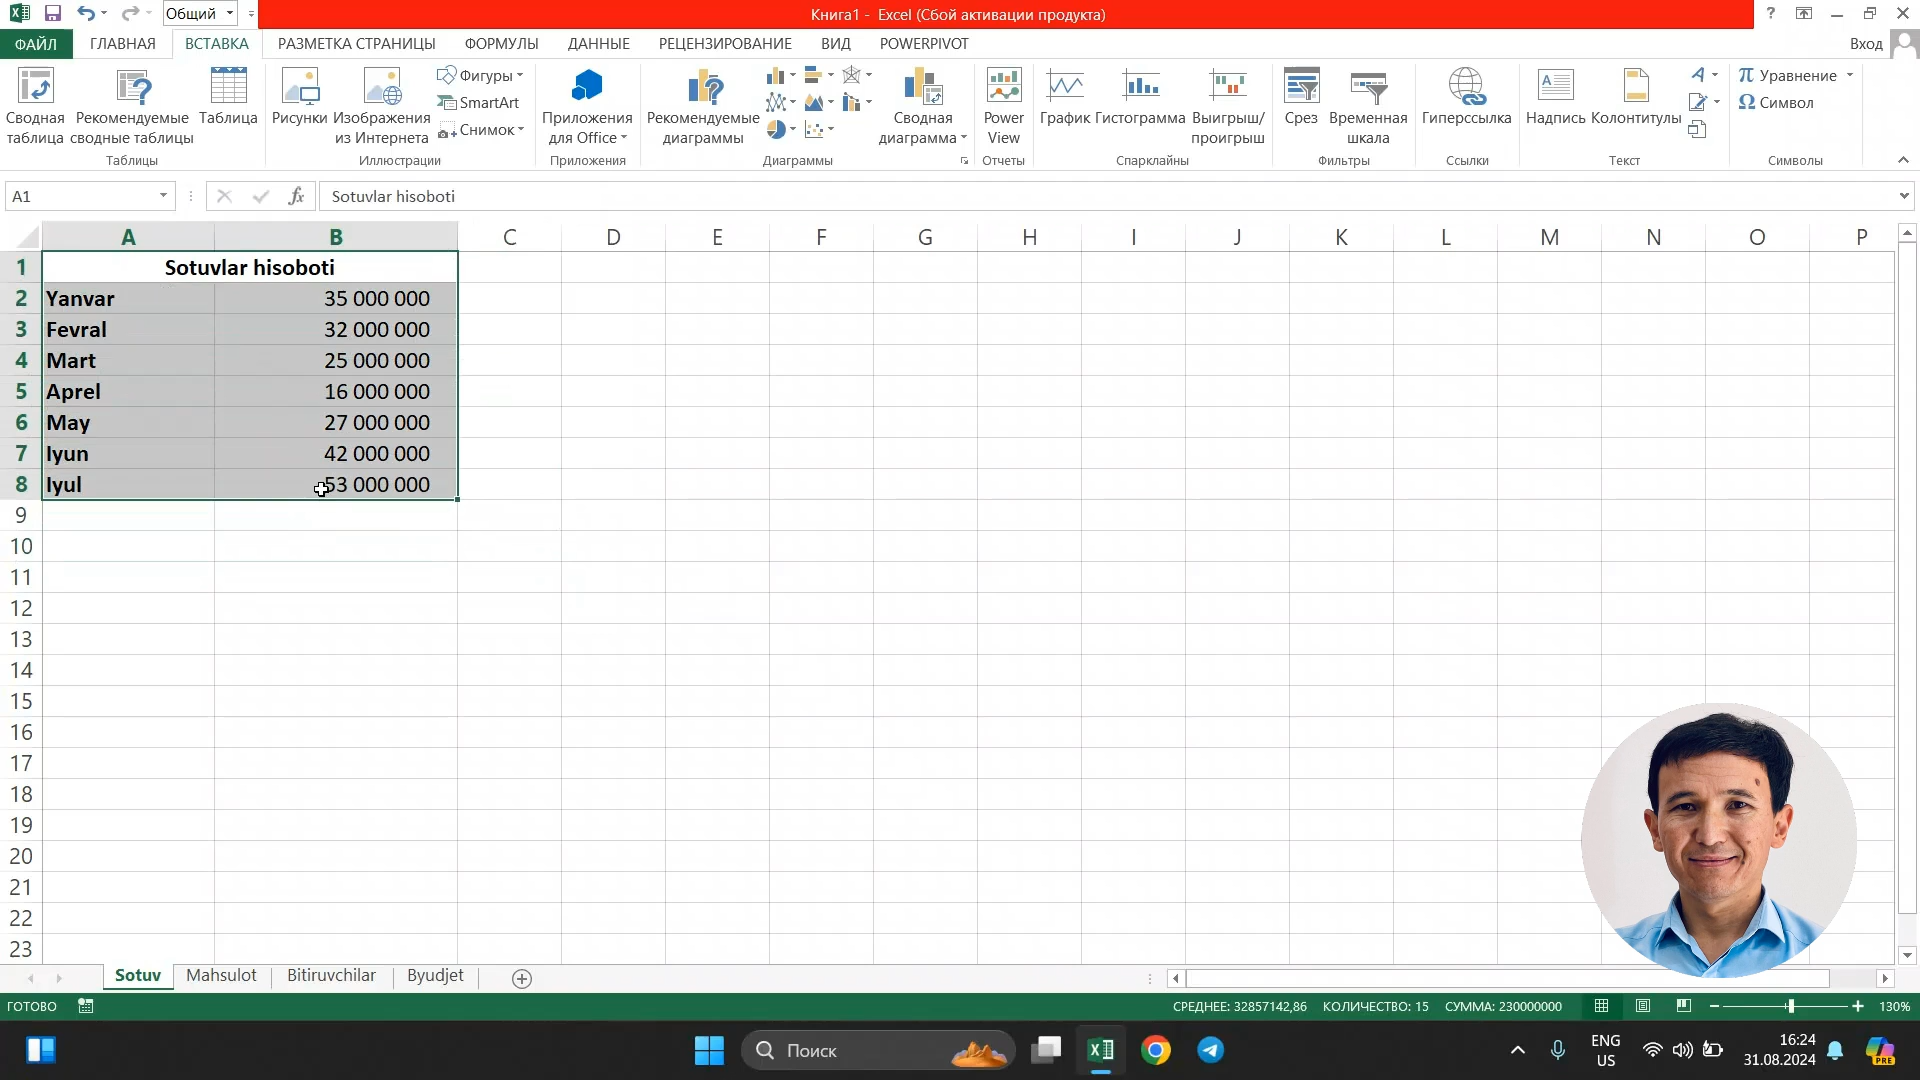 Общий
Книга1 - Excel (Сбой активации продукта)
?
ФАЙЛ ГЛАВНАЯ ВСТАВКА РАЗМЕТКА СТРАНИЦЫ ФОРМУЛЫ ДАННЫЕ РЕЦЕНЗИРОВАНИЕ ВИД POWERPIVOT Вход
Сводная таблица
Рекомендуемые сводные таблицы
Таблица
Таблицы
Рисунки
Изображения из Интернета
Фигуры
SmartArt
Снимок
Иллюстрации
Приложения для Office
Приложения
Рекомендуемые диаграммы
Сводная диаграмма
Диаграммы
Power View
Отчеты
График
Гистограмма
Выигрыш/ проигрыш
Спарклайны
Срез
Временная шкала
Фильтры
Гиперссылка
Ссылки
Надпись
Колонтитулы
Текст
π Уравнение
Ω Символ
Символы
A1 fx Sotuvlar hisoboti
A B C D E F G H I J K L M N O P
1 Sotuvlar hisoboti
2 Yanvar 35 000 000
3 Fevral 32 000 000
4 Mart 25 000 000
5 Aprel 16 000 000
6 May 27 000 000
7 Iyun 42 000 000
8 Iyul 53 000 000
9
10
11
12
13
14
15
16
17
18
19
20
21
22
23
Sotuv Mahsulot Bitiruvchilar Byudjet
ГОТОВО СРЕДНЕЕ: 32857142,86 КОЛИЧЕСТВО: 15 СУММА: 230000000 130%
Поиск
ENG
US
16:24
31.08.2024
PRE